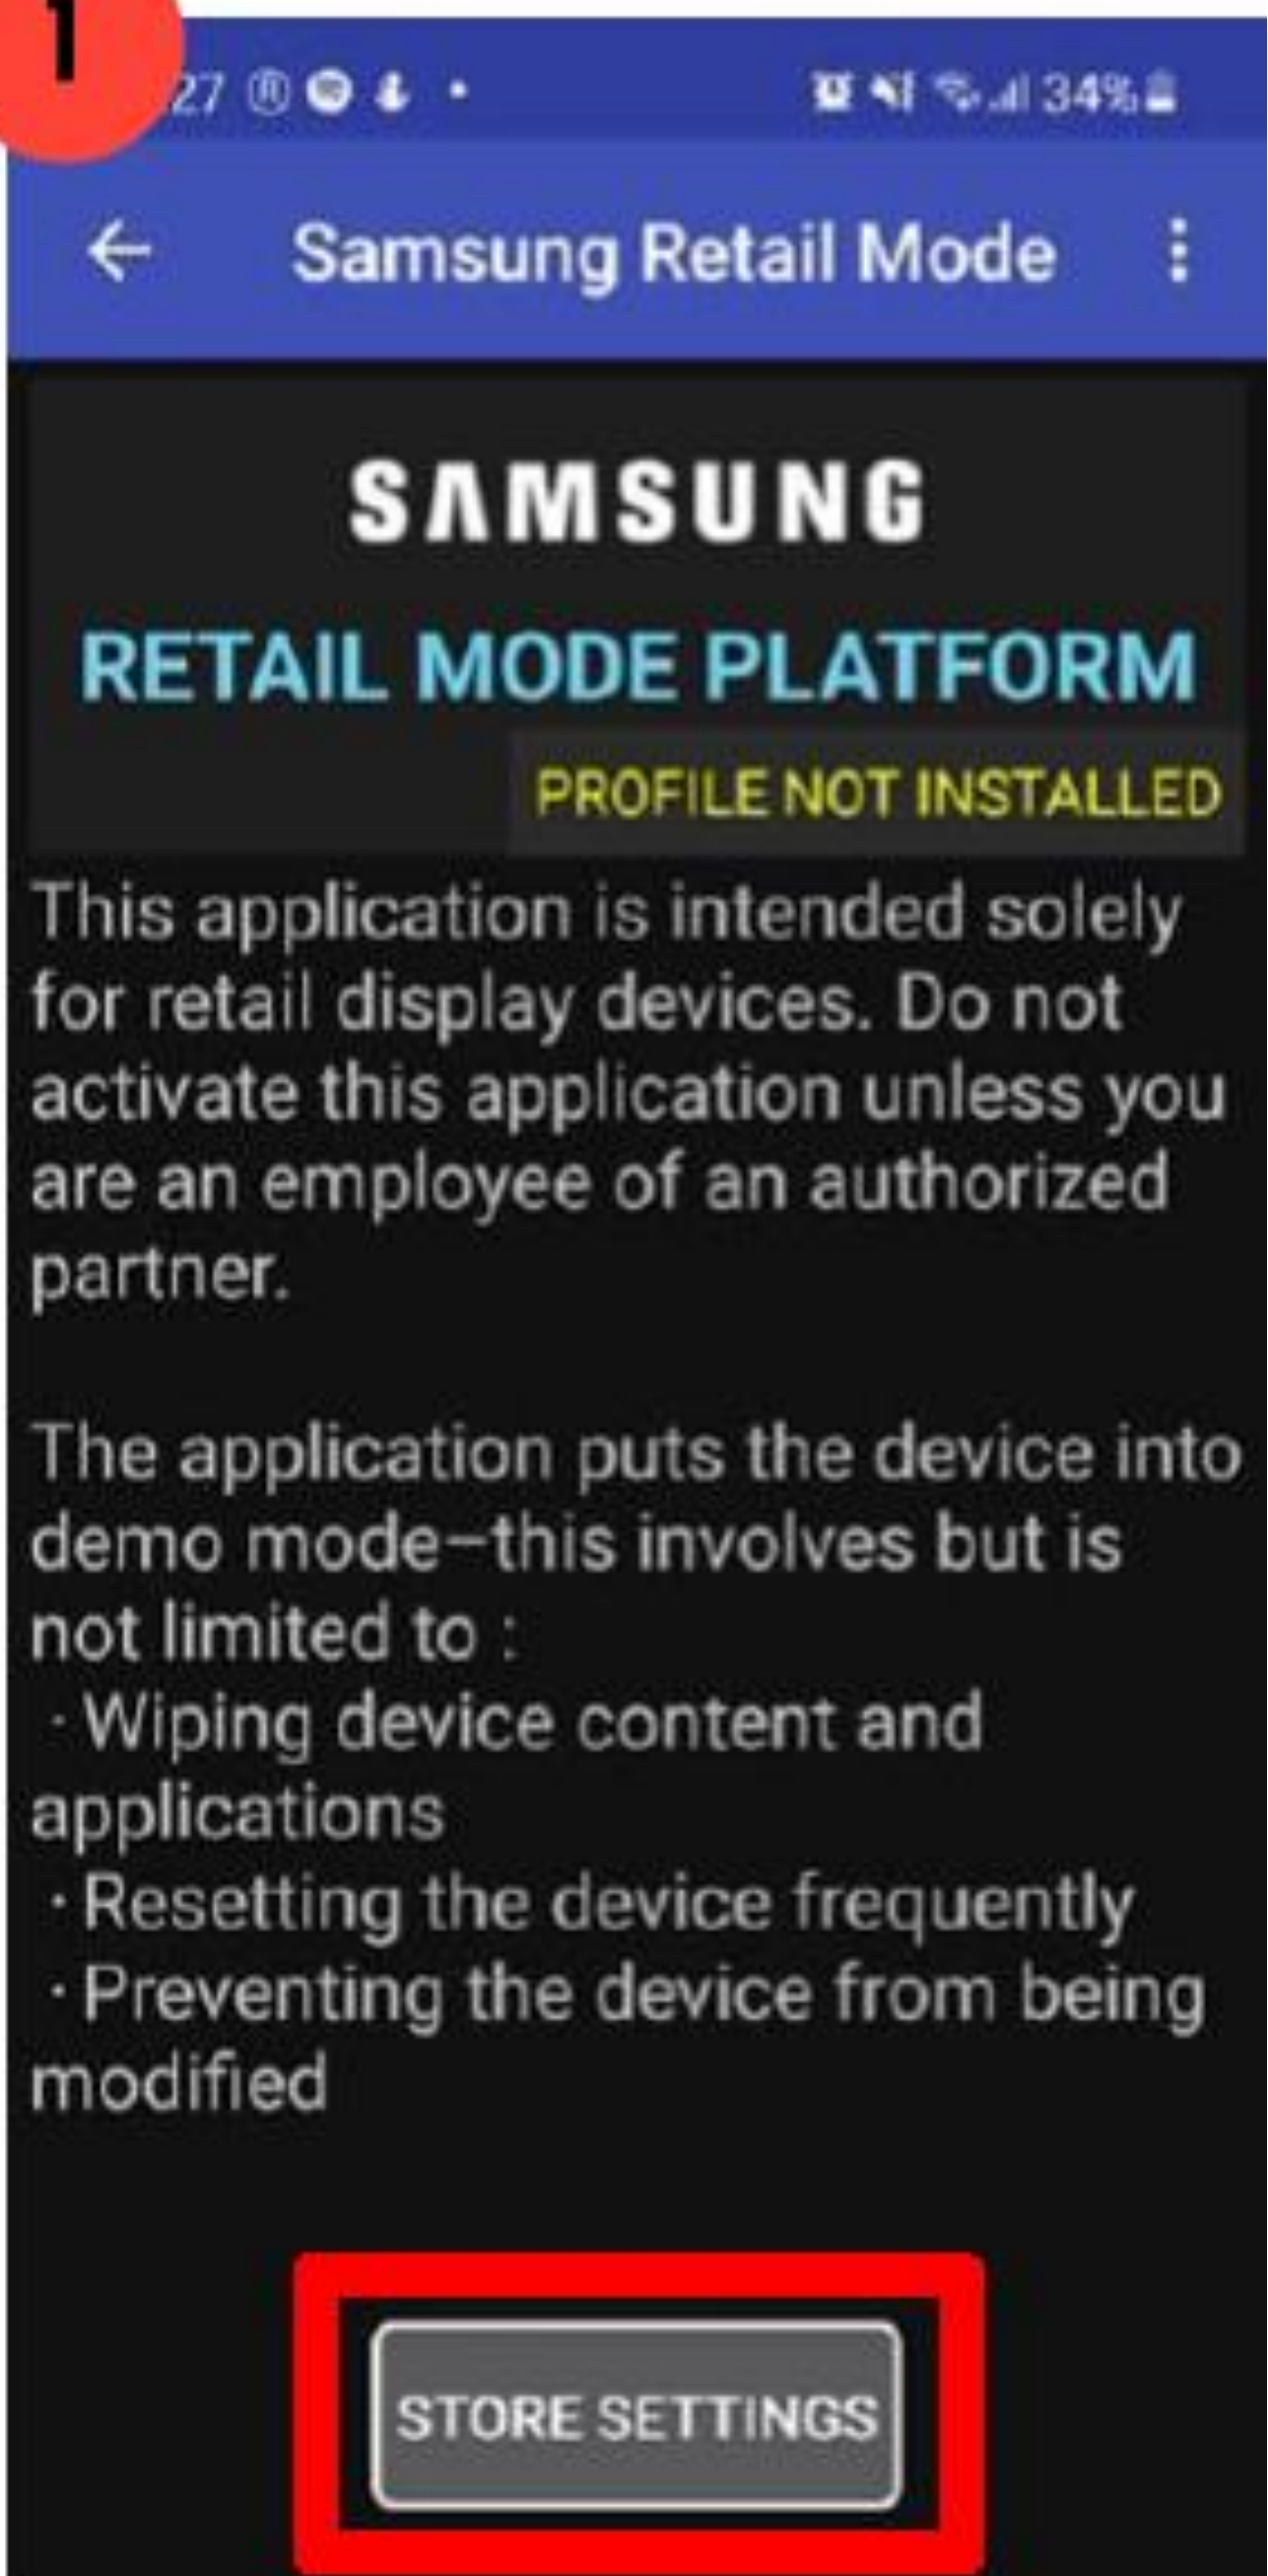 1
27 34%
Samsung Retail Mode
SAMSUNG
RETAIL MODE PLATFORM
PROFILE NOT INSTALLED
This application is intended solely
for retail display devices. Do not
activate this application unless you
are an employee of an authorized
partner.
The application puts the device into
demo mode–this involves but is
not limited to :
· Wiping device content and
applications
· Resetting the device frequently
· Preventing the device from being
modified
STORE SETTINGS